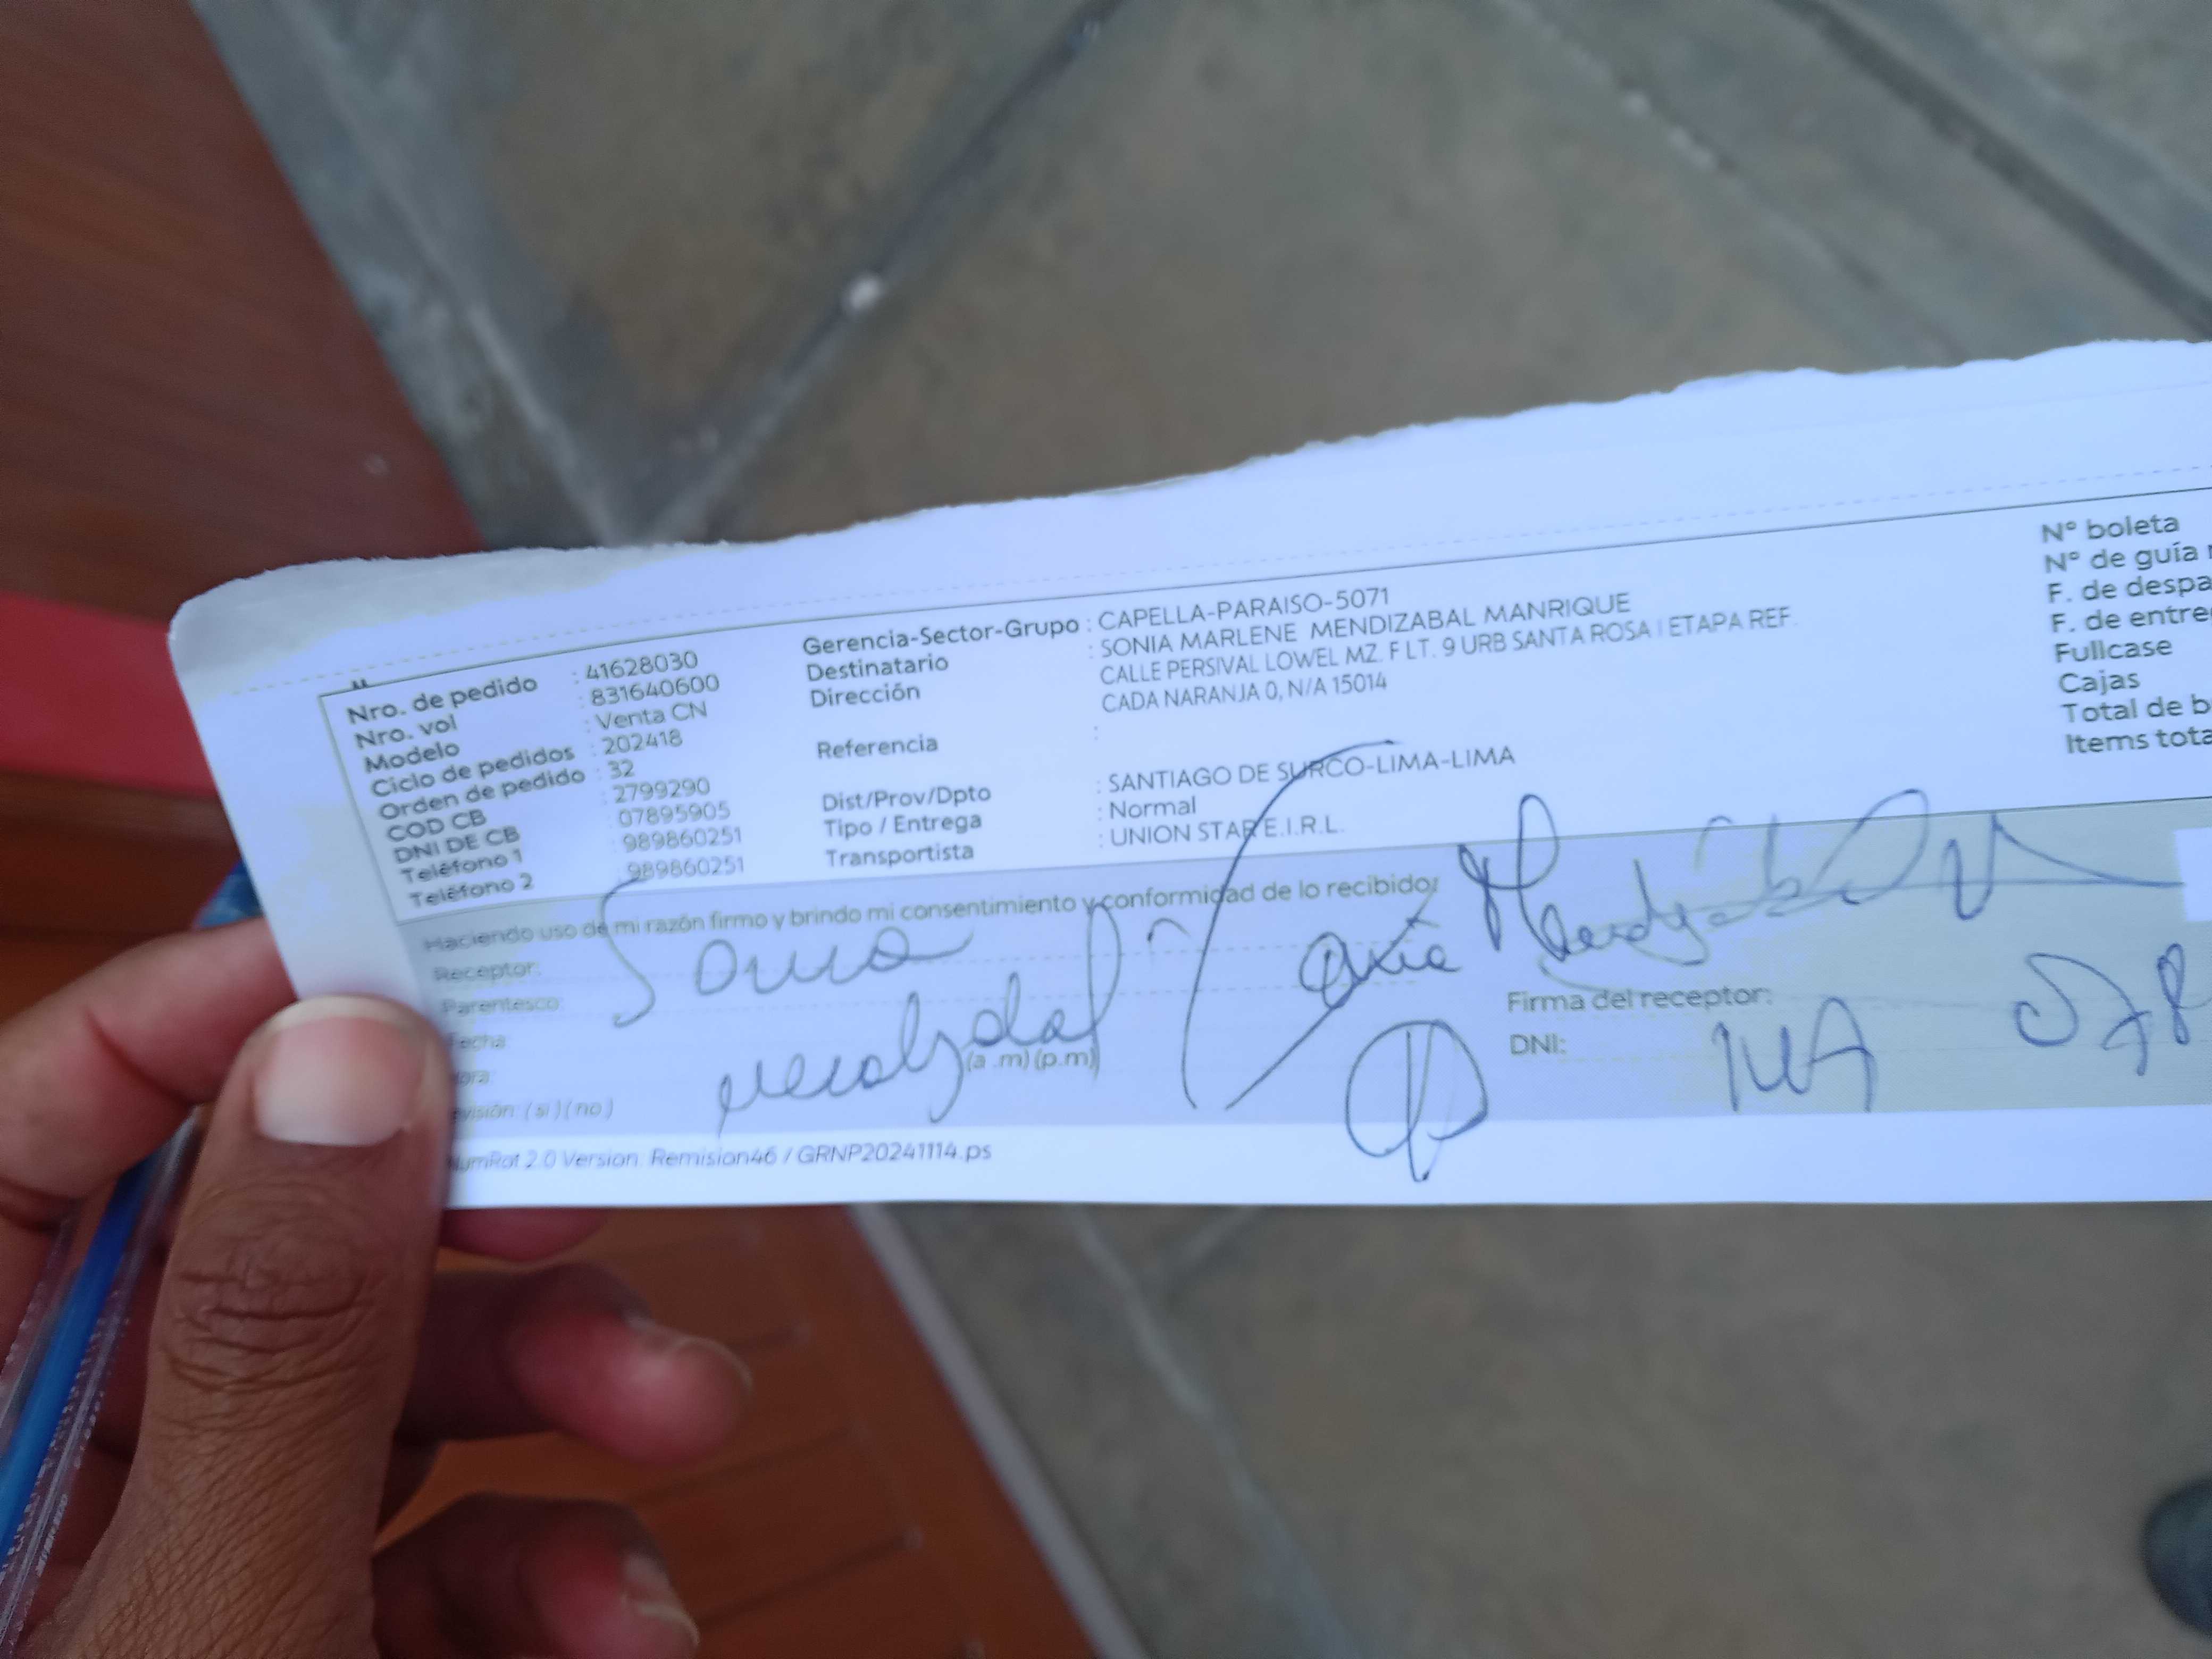 Nro. de pedido : 41628030
Nro. vol : 831640600
Modelo : Venta CN
Ciclo de pedidos : 202418
Orden de pedido : 32
COD CB : 2799290
DNI DE CB : 07895905
Teléfono 1 : 989860251
Teléfono 2 : 989860251
Gerencia-Sector-Grupo : CAPELLA-PARAISO-5071
Destinatario : SONIA MARLENE MENDIZABAL MANRIQUE
Dirección : CALLE PERSIVAL LOWEL MZ. F LT. 9 URB SANTA ROSA I ETAPA REF.
CADA NARANJA 0, N/A 15014
Referencia :
Dist/Prov/Dpto : SANTIAGO DE SURCO-LIMA-LIMA
Tipo / Entrega : Normal
Transportista : UNION STAR E.I.R.L.
N° boleta
N° de guía
F. de despa
F. de entre
Fullcase
Cajas
Total de b
Items tota
Haciendo uso de mi razón firmo y brindo mi consentimiento y conformidad de lo recibido:
Receptor: Sonia
Parentesco:
Fecha:
(a .m) (p.m)
( si ) ( no )
Firma del receptor:
DNI:
2.0 Version: Remision46 / GRNP20241114.ps